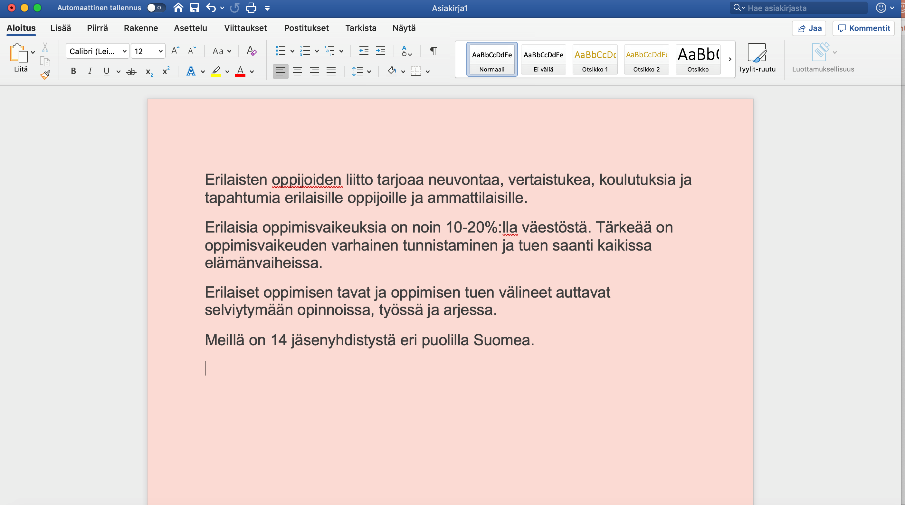 Automaattinen tallennus
Asiakirja1
Hae asiakirjasta
Aloitus Lisää Piirrä Rakenne Asettelu Viittaukset Postitukset Tarkista Näytä
Jaa Kommentit
Liitä
Calibri (Lei... 12
AaBbCcDdEe AaBbCcDdEe AaBbCcDc AaBbCcDdEe AaBb(
Normaali Ei väliä Otsikko 1 Otsikko 2 Otsikko
Tyylit-ruutu
Luottamuksellisuus
Erilaisten oppijoiden liitto tarjoaa neuvontaa, vertaistukea, koulutuksia ja
tapahtumia erilaisille oppijoille ja ammattilaisille.
Erilaisia oppimisvaikeuksia on noin 10-20%:lla väestöstä. Tärkeää on
oppimisvaikeuden varhainen tunnistaminen ja tuen saanti kaikissa
elämänvaiheissa.
Erilaiset oppimisen tavat ja oppimisen tuen välineet auttavat
selviytymään opinnoissa, työssä ja arjessa.
Meillä on 14 jäsenyhdistystä eri puolilla Suomea.